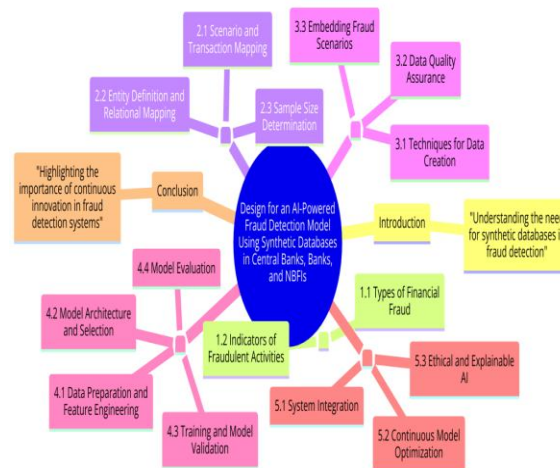 2.1 Scenario and
Transaction Mapping
3.3 Embedding Fraud
Scenarios
3.2 Data Quality
Assurance
2.2 Entity Definition and
Relational Mapping
2.3 Sample Size
Determination
3.1 Techniques for Data
Creation
"Highlighting the
importance of continuous
innovation in fraud
detection systems"
Conclusion
Design for an AI-Powered
Fraud Detection Model
Using Synthetic Databases
in Central Banks, Banks,
and NBFIs
Introduction
"Understanding the nee
for synthetic databases i
fraud detection"
4.4 Model Evaluation
1.1 Types of Financial
Fraud
4.2 Model Architecture
and Selection
1.2 Indicators of
Fraudulent Activities
4.1 Data Preparation and
Feature Engineering
5.3 Ethical and Explainable
AI
5.1 System Integration
4.3 Training and Model
Validation
5.2 Continuous Model
Optimization